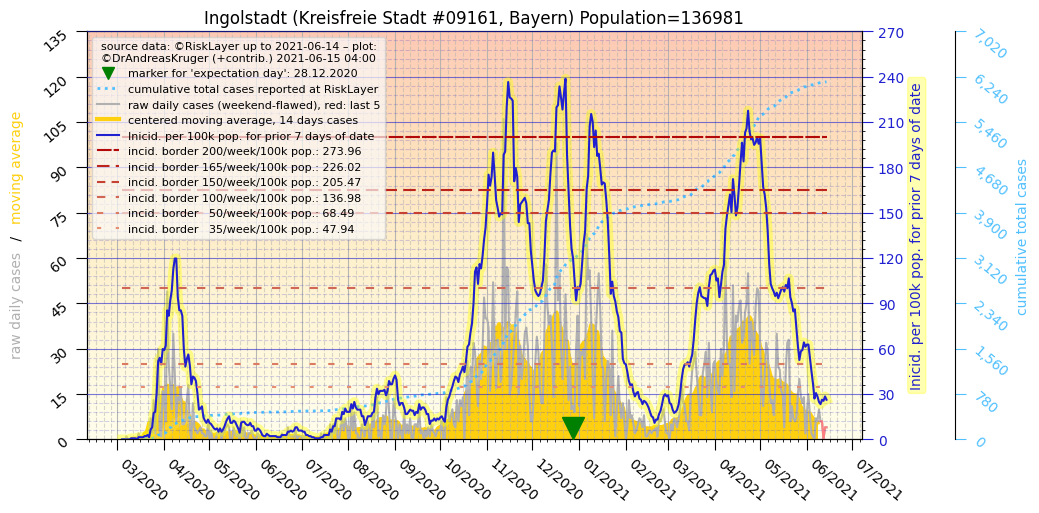 Ingolstadt (Kreisfreie Stadt #09161, Bayern) Population=136981
source data: ©RiskLayer up to 2021-06-14 – plot:
©DrAndreasKruger (+contrib.) 2021-06-15 04:00
marker for 'expectation day': 28.12.2020
cumulative total cases reported at RiskLayer
raw daily cases (weekend-flawed), red: last 5
centered moving average, 14 days cases
Inicid. per 100k pop. for prior 7 days of date
incid. border 200/week/100k pop.: 273.96
incid. border 165/week/100k pop.: 226.02
incid. border 150/week/100k pop.: 205.47
incid. border 100/week/100k pop.: 136.98
incid. border   50/week/100k pop.: 68.49
incid. border   35/week/100k pop.: 47.94
raw daily cases   /   moving average
135
120
105
90
75
60
45
30
15
0
270
240
210
180
150
120
90
60
30
0
Inicid. per 100k pop. for prior 7 days of date
7,020
6,240
5,460
4,680
3,900
3,120
2,340
1,560
780
0
cumulative total cases
03/2020
04/2020
05/2020
06/2020
07/2020
08/2020
09/2020
10/2020
11/2020
12/2020
01/2021
02/2021
03/2021
04/2021
05/2021
06/2021
07/2021